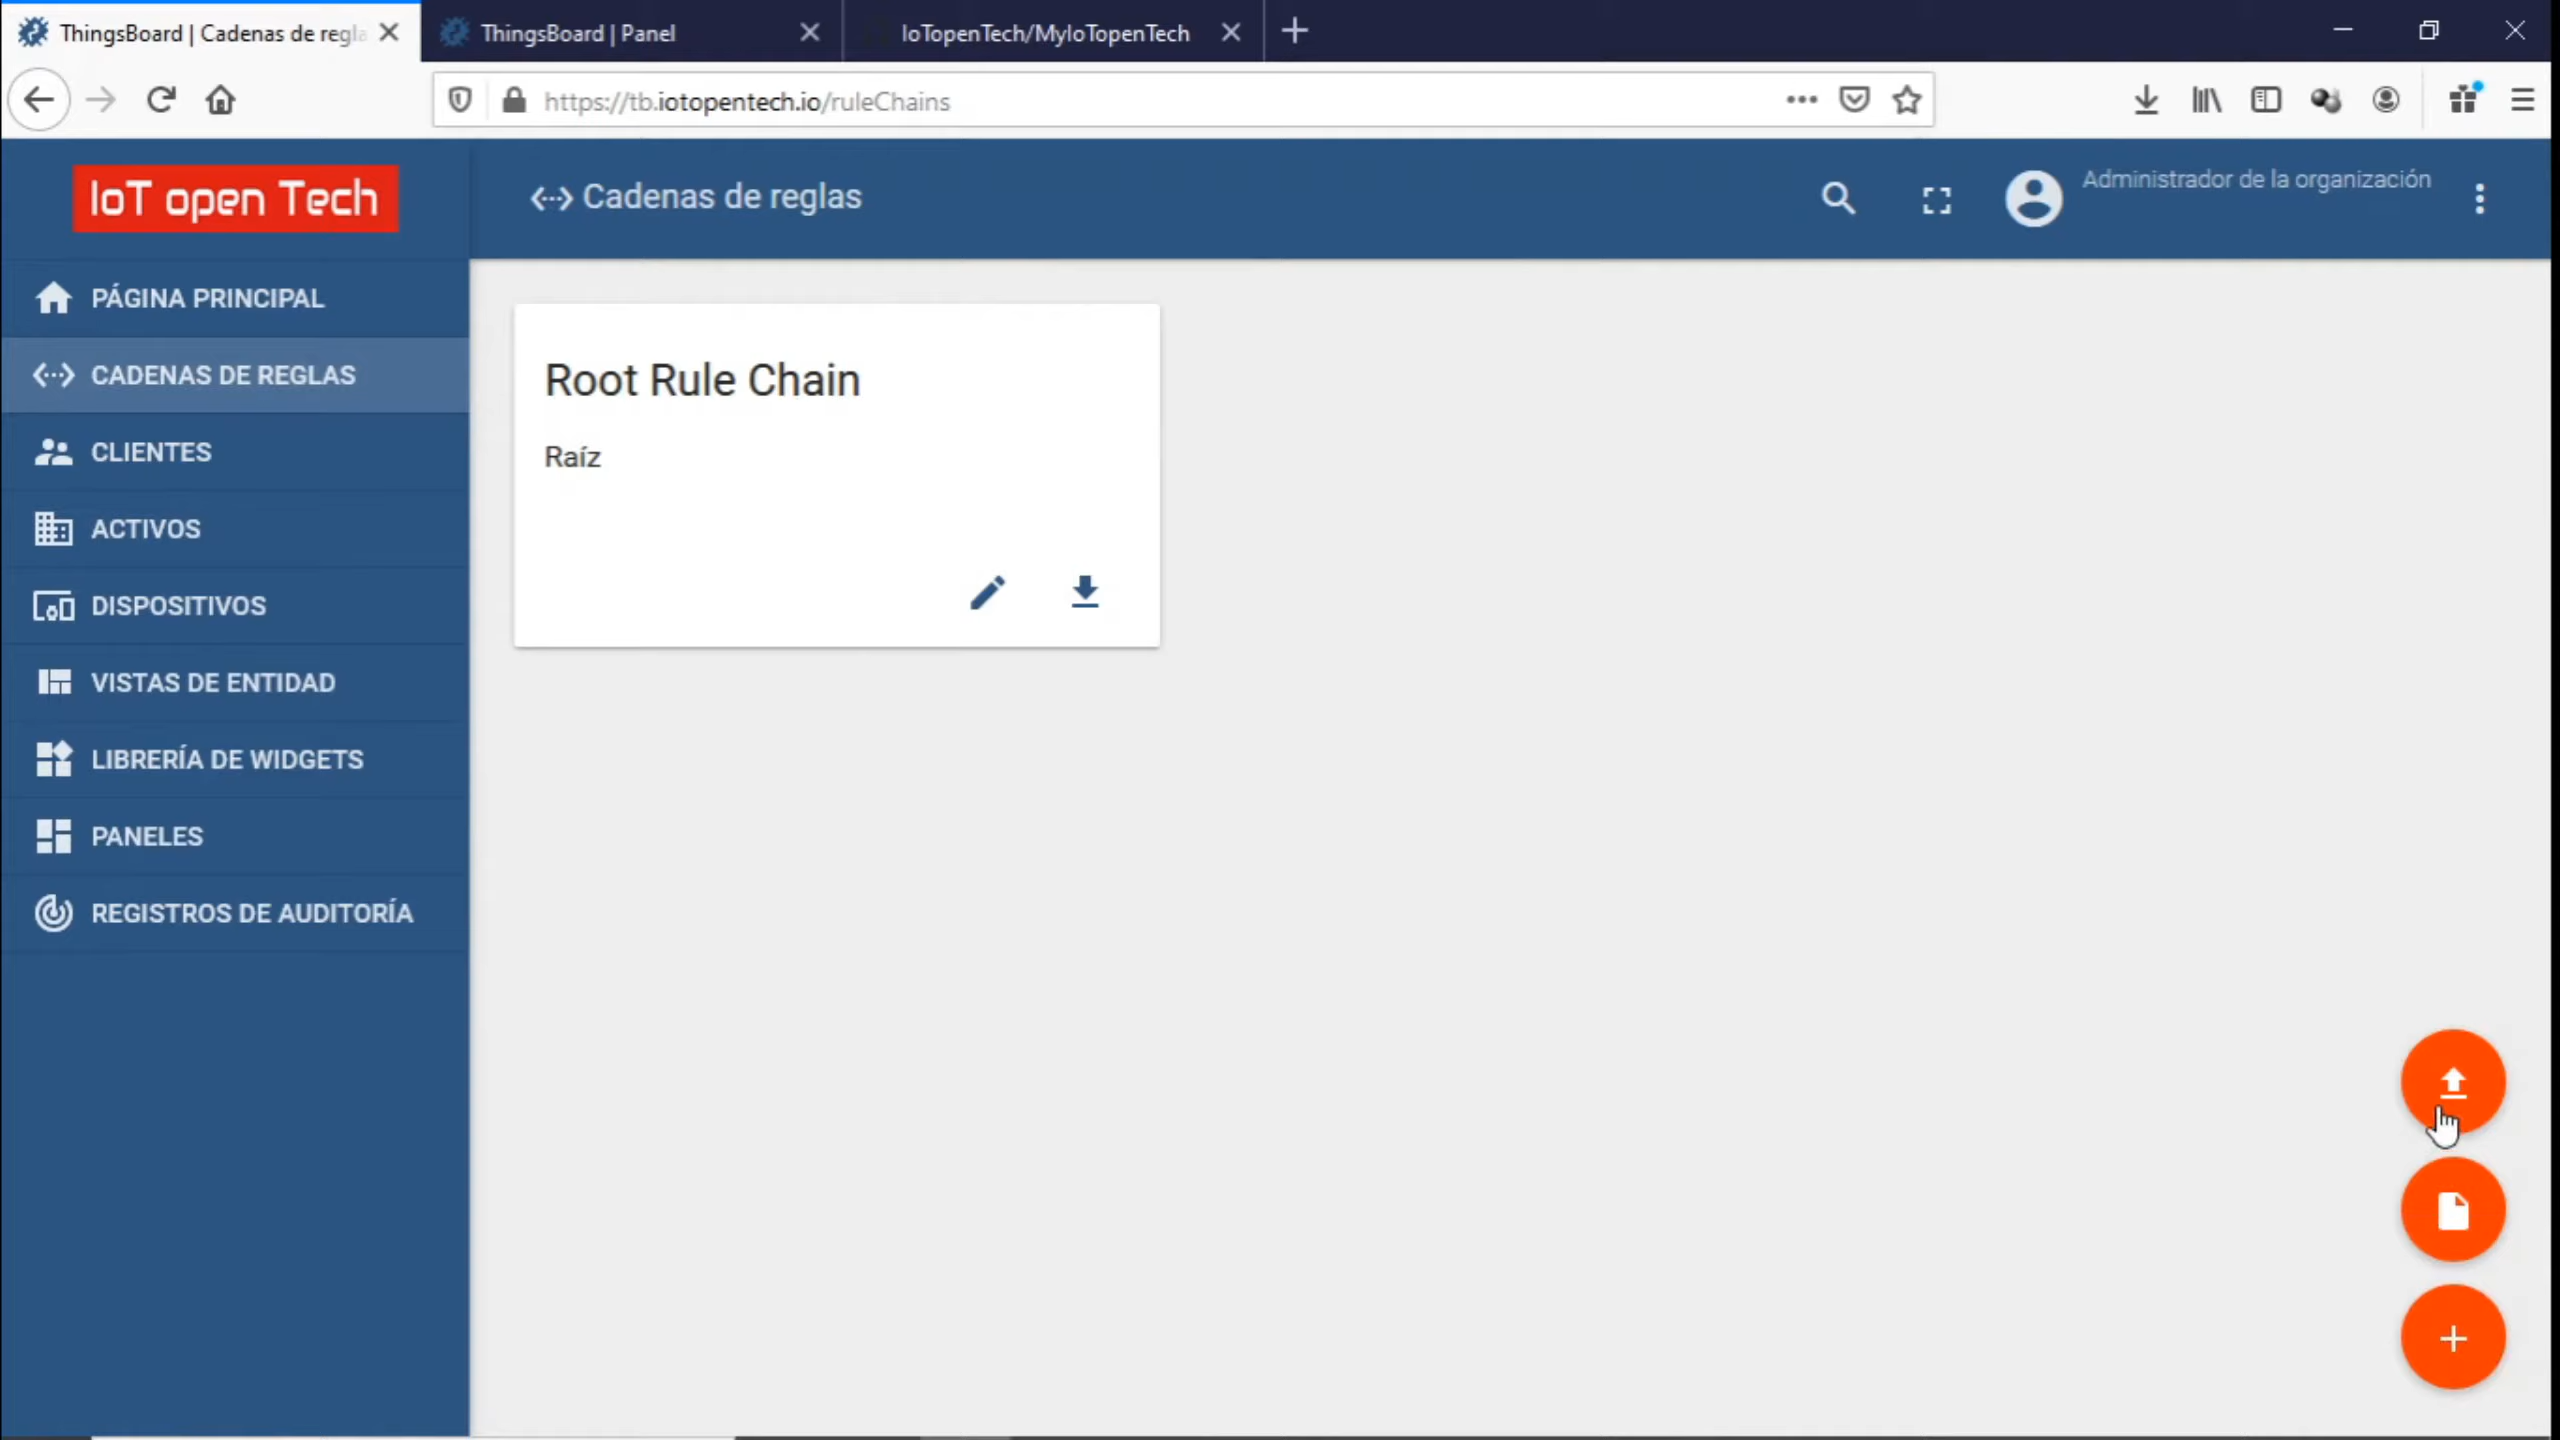 ThingsBoard | Cadenas de regla
ThingsBoard | Panel
IoTopenTech/MyIoTopenTech
https://tb.iotopentech.io/ruleChains
IoT open Tech
Cadenas de reglas
Administrador de la organización
PÁGINA PRINCIPAL
CADENAS DE REGLAS
CLIENTES
ACTIVOS
DISPOSITIVOS
VISTAS DE ENTIDAD
LIBRERÍA DE WIDGETS
PANELES
REGISTROS DE AUDITORÍA
Root Rule Chain
Raíz